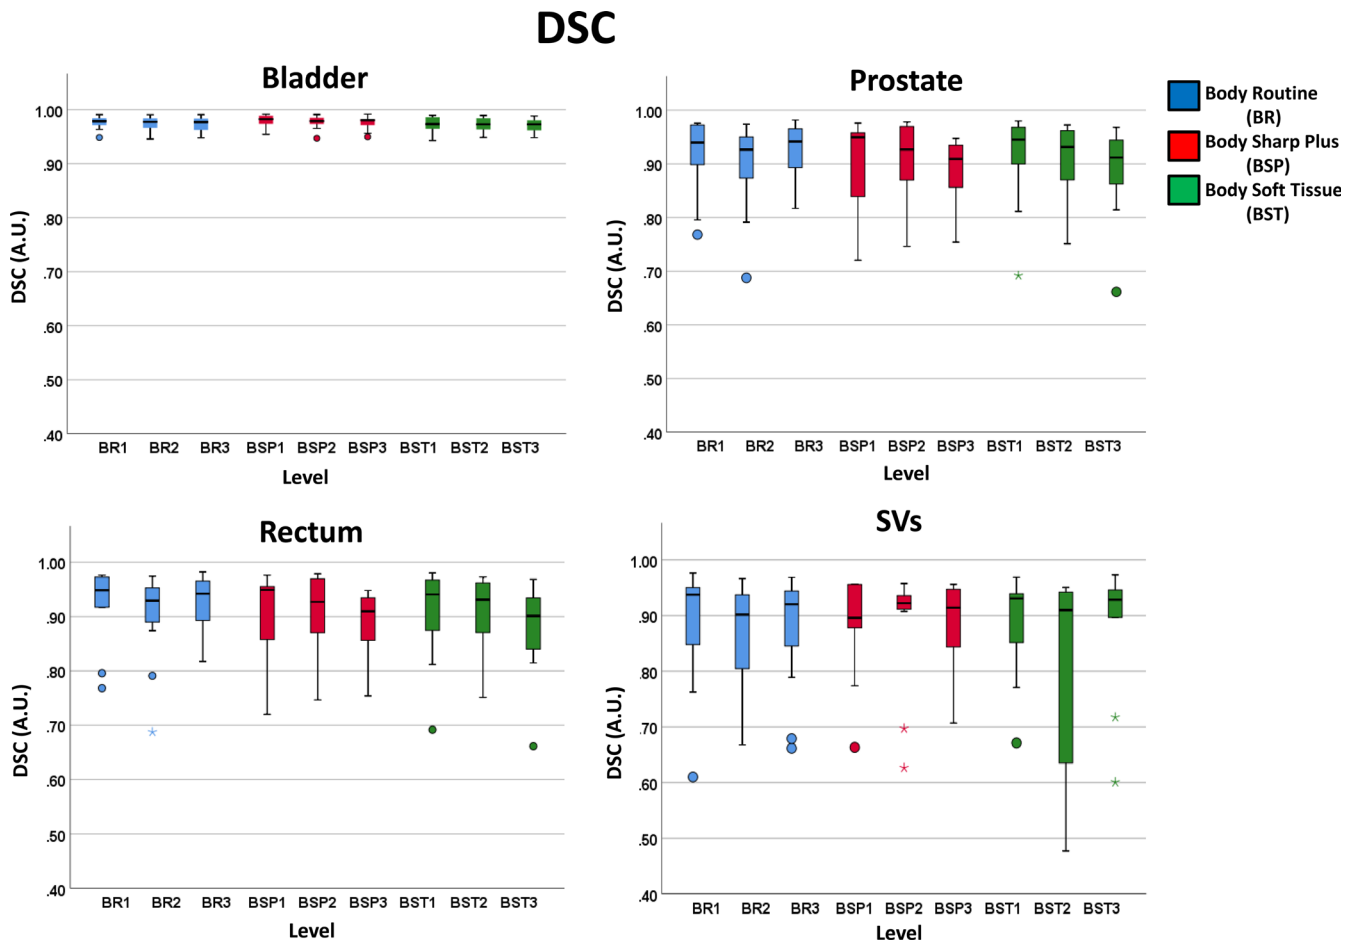 DSC
Bladder
1.00
.90
.80
.70
.60
.50
.40
DSC (A.U.)
BR1 BR2 BR3 BSP1 BSP2 BSP3 BST1 BST2 BST3
Level
Prostate
1.00
.90
.80
.70
.60
.50
.40
DSC (A.U.)
BR1 BR2 BR3 BSP1 BSP2 BSP3 BST1 BST2 BST3
Level
Body Routine
(BR)
Body Sharp Plus
(BSP)
Body Soft Tissue
(BST)
Rectum
1.00
.90
.80
.70
.60
.50
.40
DSC (A.U.)
BR1 BR2 BR3 BSP1 BSP2 BSP3 BST1 BST2 BST3
Level
SVs
1.00
.90
.80
.70
.60
.50
.40
DSC (A.U.)
BR1 BR2 BR3 BSP1 BSP2 BSP3 BST1 BST2 BST3
Level